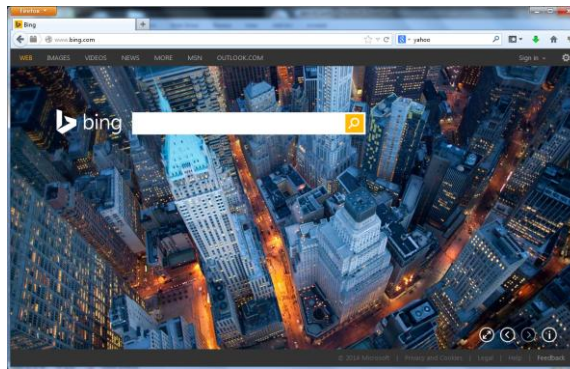 Firefox
Bing
www.bing.com
yahoo
WEB IMAGES VIDEOS NEWS MORE MSN OUTLOOK.COM Sign in
bing
© 2014 Microsoft | Privacy and Cookies | Legal | Help | Feedback